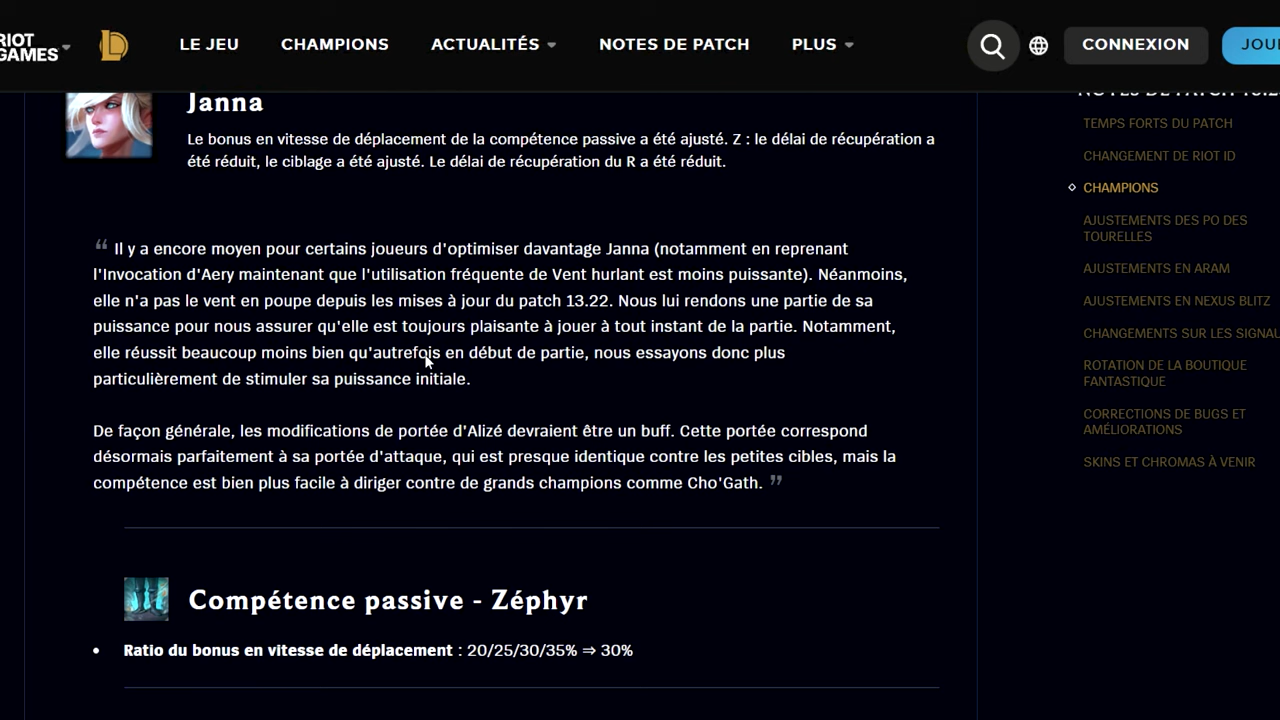 RIOT
GAMES
LE JEU
CHAMPIONS
ACTUALITÉS
NOTES DE PATCH
PLUS
CONNEXION
JOUE
Janna
Le bonus en vitesse de déplacement de la compétence passive a été ajusté. Z : le délai de récupération a
été réduit, le ciblage a été ajusté. Le délai de récupération du R a été réduit.
“ Il y a encore moyen pour certains joueurs d'optimiser davantage Janna (notamment en reprenant
l'Invocation d'Aery maintenant que l'utilisation fréquente de Vent hurlant est moins puissante). Néanmoins,
elle n'a pas le vent en poupe depuis les mises à jour du patch 13.22. Nous lui rendons une partie de sa
puissance pour nous assurer qu'elle est toujours plaisante à jouer à tout instant de la partie. Notamment,
elle réussit beaucoup moins bien qu'autrefois en début de partie, nous essayons donc plus
particulièrement de stimuler sa puissance initiale.
De façon générale, les modifications de portée d'Alizé devraient être un buff. Cette portée correspond
désormais parfaitement à sa portée d'attaque, qui est presque identique contre les petites cibles, mais la
compétence est bien plus facile à diriger contre de grands champions comme Cho'Gath. ”
Compétence passive - Zéphyr
• Ratio du bonus en vitesse de déplacement : 20/25/30/35% ⇒ 30%
NOTES DE PATCH
TEMPS FORTS DU PATCH
CHANGEMENT DE RIOT ID
CHAMPIONS
AJUSTEMENTS DES PO DES
TOURELLES
AJUSTEMENTS EN ARAM
AJUSTEMENTS EN NEXUS BLITZ
CHANGEMENTS SUR LES SIGNAU
ROTATION DE LA BOUTIQUE
FANTASTIQUE
CORRECTIONS DE BUGS ET
AMÉLIORATIONS
SKINS ET CHROMAS À VENIR